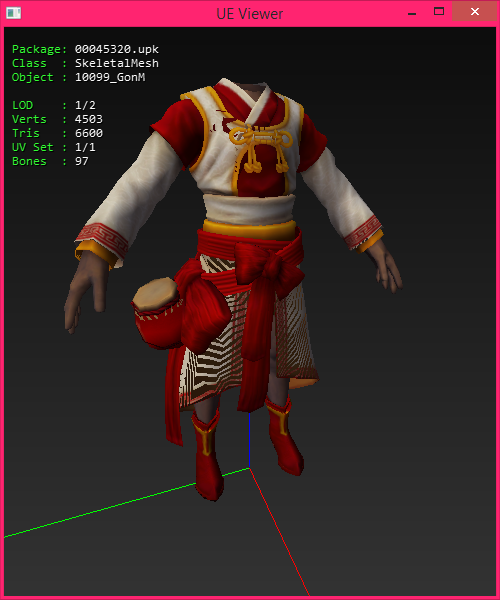 UE Viewer
Package: 00045320.upk
Class  : SkeletalMesh
Object : 10099_GonM
LOD    : 1/2
Verts  : 4503
Tris   : 6600
UV Set : 1/1
Bones  : 97